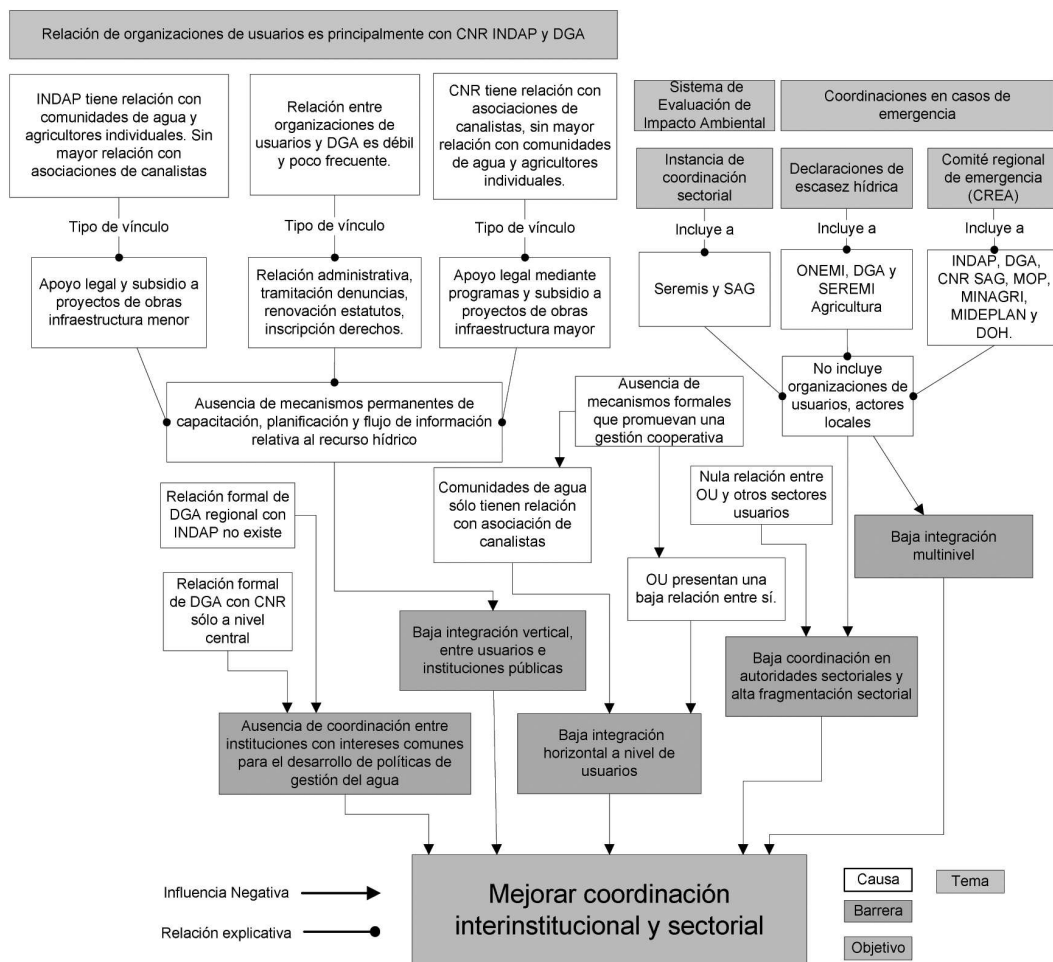 Relación de organizaciones de usuarios es principalmente con CNR INDAP y DGA
INDAP tiene relación con
comunidades de agua y
agricultores individuales. Sin
mayor relación con
asociaciones de canalistas
Relación entre
organizaciones de
usuarios y DGA es débil
y poco frecuente.
CNR tiene relación con
asociaciones de
canalistas, sin mayor
relación con comunidades
de agua y agricultores
individuales.
Sistema de
Evaluación de
Impacto Ambiental
Coordinaciones en casos de
emergencia
Instancia de
coordinación
sectorial
Declaraciones de
escasez hídrica
Comité regional
de emergencia
(CREA)
Tipo de vínculo
Tipo de vínculo
Tipo de vínculo
Incluye a
Incluye a
Incluye a
Apoyo legal y subsidio a
proyectos de obras
infraestructura menor
Relación administrativa,
tramitación denuncias,
renovación estatutos,
inscripción derechos.
Apoyo legal mediante
programas y subsidio a
proyectos de obras
infraestructura mayor
Seremis y SAG
ONEMI, DGA y
SEREMI
Agricultura
INDAP, DGA,
CNR SAG, MOP,
MINAGRI,
MIDEPLAN y
DOH.
Ausencia de mecanismos permanentes de
capacitación, planificación y flujo de información
relativa al recurso hídrico
Ausencia de
mecanismos formales
que promuevan una
gestión cooperativa
No incluye
organizaciones de
usuarios, actores
locales
Relación formal de
DGA regional con
INDAP no existe
Comunidades de agua
sólo tienen relación
con asociación de
canalistas
Nula relación entre
OU y otros sectores
usuarios
Baja integración
multinivel
Relación formal
de DGA con CNR
sólo a nivel
central
OU presentan una
baja relación entre sí.
Baja integración vertical,
entre usuarios e
instituciones públicas
Baja coordinación en
autoridades sectoriales y
alta fragmentación sectorial
Ausencia de coordinación entre
instituciones con intereses comunes
para el desarrollo de políticas de
gestión del agua
Baja integración
horizontal a nivel de
usuarios
Mejorar coordinación
interinstitucional y sectorial
Influencia Negativa
Relación explicativa
Causa
Tema
Barrera
Objetivo